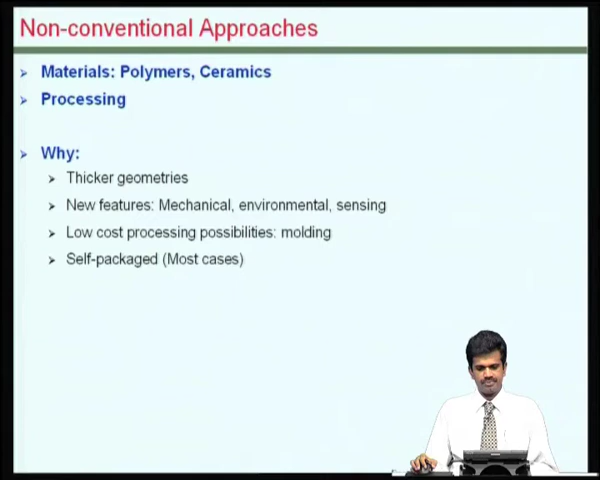 Non-conventional Approaches
Materials: Polymers, Ceramics
Processing
Why:
Thicker geometries
New features: Mechanical, environmental, sensing
Low cost processing possibilities: molding
Self-packaged (Most cases)